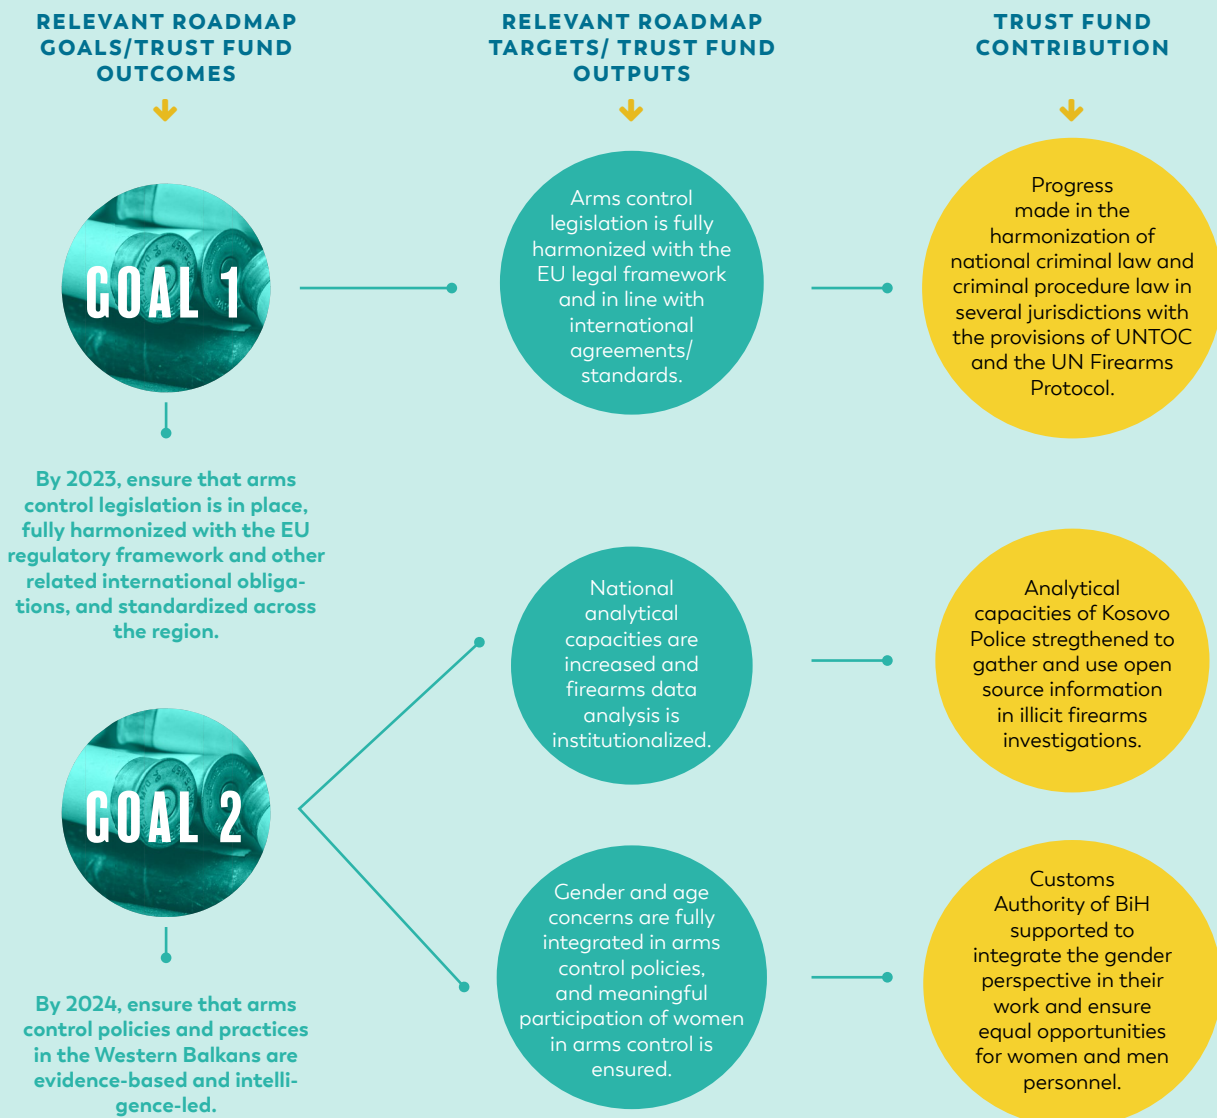 RELEVANT ROADMAP
GOALS/TRUST FUND
OUTCOMES
RELEVANT ROADMAP
TARGETS/ TRUST FUND
OUTPUTS
TRUST FUND
CONTRIBUTION
GOAL 1
By 2023, ensure that arms
control legislation is in place,
fully harmonized with the EU
regulatory framework and other
related international obliga-
tions, and standardized across
the region.
Arms control
legislation is fully
harmonized with the
EU legal framework
and in line with
international
agreements/
standards.
Progress
made in the
harmonization of
national criminal law and
criminal procedure law in
several jurisdictions with
the provisions of UNTOC
and the UN Firearms
Protocol.
GOAL 2
By 2024, ensure that arms
control policies and practices
in the Western Balkans are
evidence-based and intelli-
gence-led.
National
analytical
capacities are
increased and
firearms data
analysis is
institutionalized.
Analytical
capacities of Kosovo
Police stregthened to
gather and use open
source information
in illicit firearms
investigations.
Gender and age
concerns are fully
integrated in arms
control policies,
and meaningful
participation of women
in arms control is
ensured.
Customs
Authority of BiH
supported to
integrate the gender
perspective in their
work and ensure
equal opportunities
for women and men
personnel.